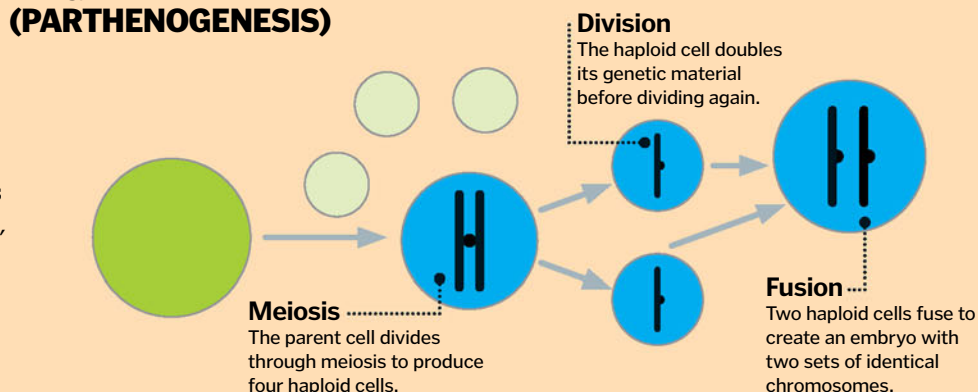 (PARTHENOGENESIS)
Division
The haploid cell doubles
its genetic material
before dividing again.
Meiosis
The parent cell divides
through meiosis to produce
four haploid cells.
Fusion
Two haploid cells fuse to
create an embryo with
two sets of identical
chromosomes.